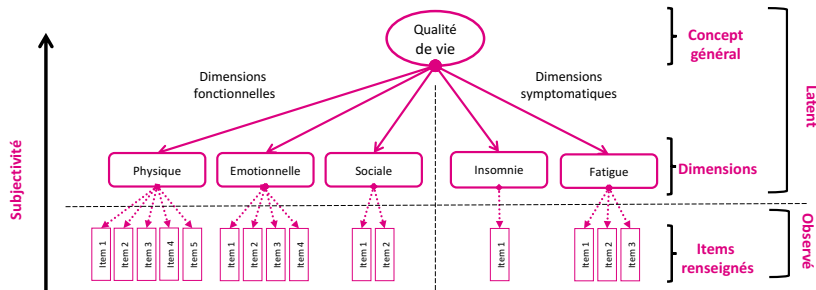 Qualité
de vie
Concept
général
Dimensions
fonctionnelles
Dimensions
symptomatiques
Latent
Subjectivité
Physique
Emotionnelle
Sociale
Insomnie
Fatigue
Dimensions
Item 1
Item 2
Item 3
Item 4
Item 5
Item 1
Item 2
Item 3
Item 4
Item 1
Item 2
Item 1
Item 1
Item 2
Item 3
Items
renseignés
Observé